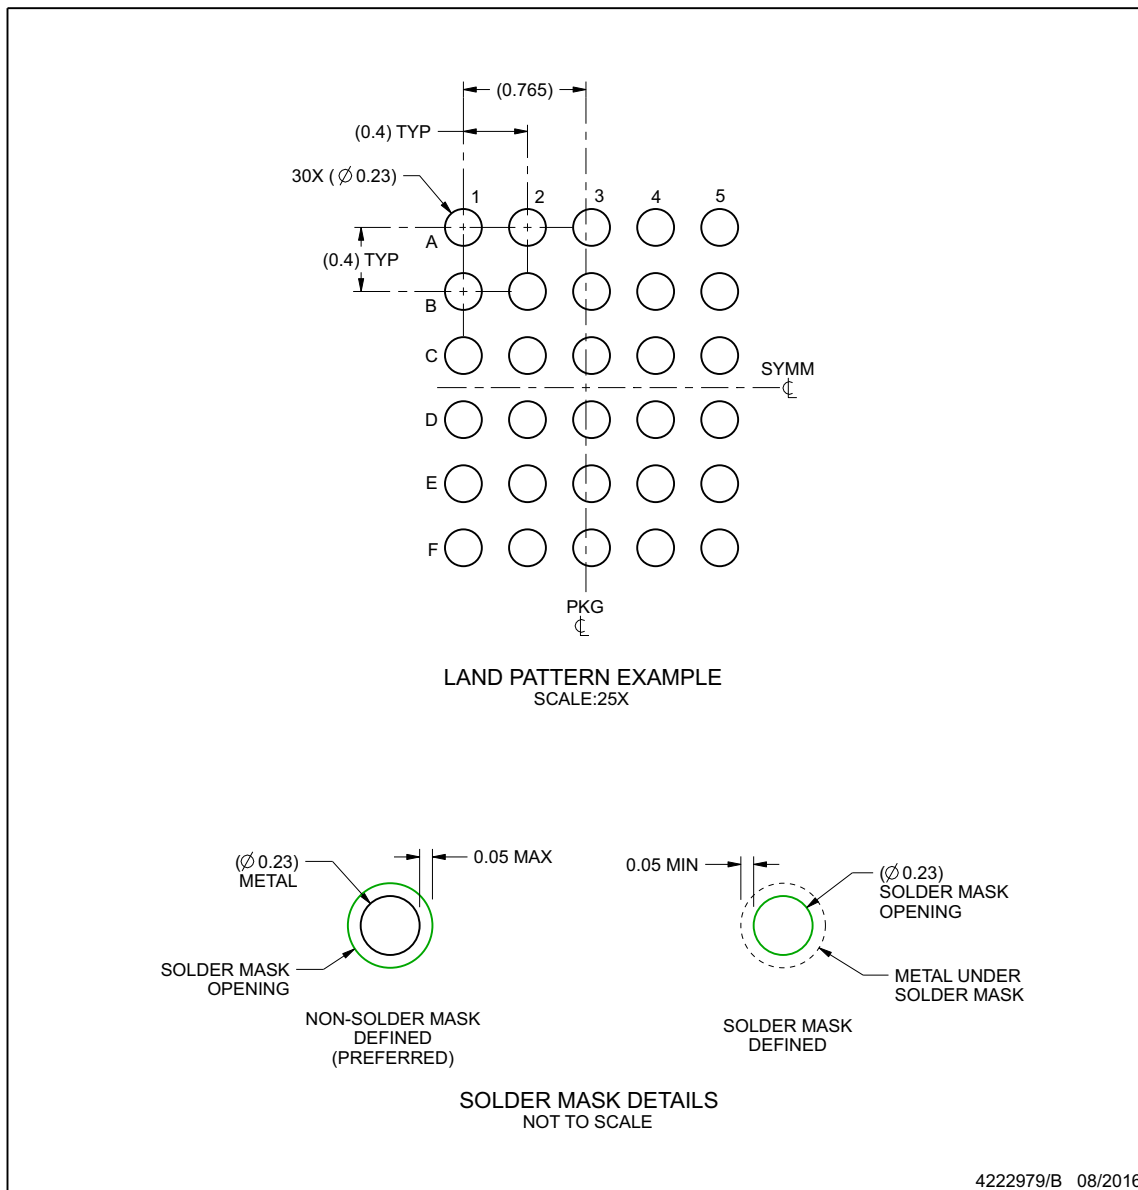 (0.765)
(0.4) TYP
30X (∅ 0.23)
1 2 3 4 5
A
(0.4) TYP
B
C
SYMM
℄
D
E
F
PKG
℄
LAND PATTERN EXAMPLE
SCALE:25X
(∅ 0.23)
METAL
0.05 MAX
SOLDER MASK
OPENING
NON-SOLDER MASK
DEFINED
(PREFERRED)
0.05 MIN
(∅ 0.23)
SOLDER MASK
OPENING
METAL UNDER
SOLDER MASK
SOLDER MASK
DEFINED
SOLDER MASK DETAILS
NOT TO SCALE
4222979/B 08/2016